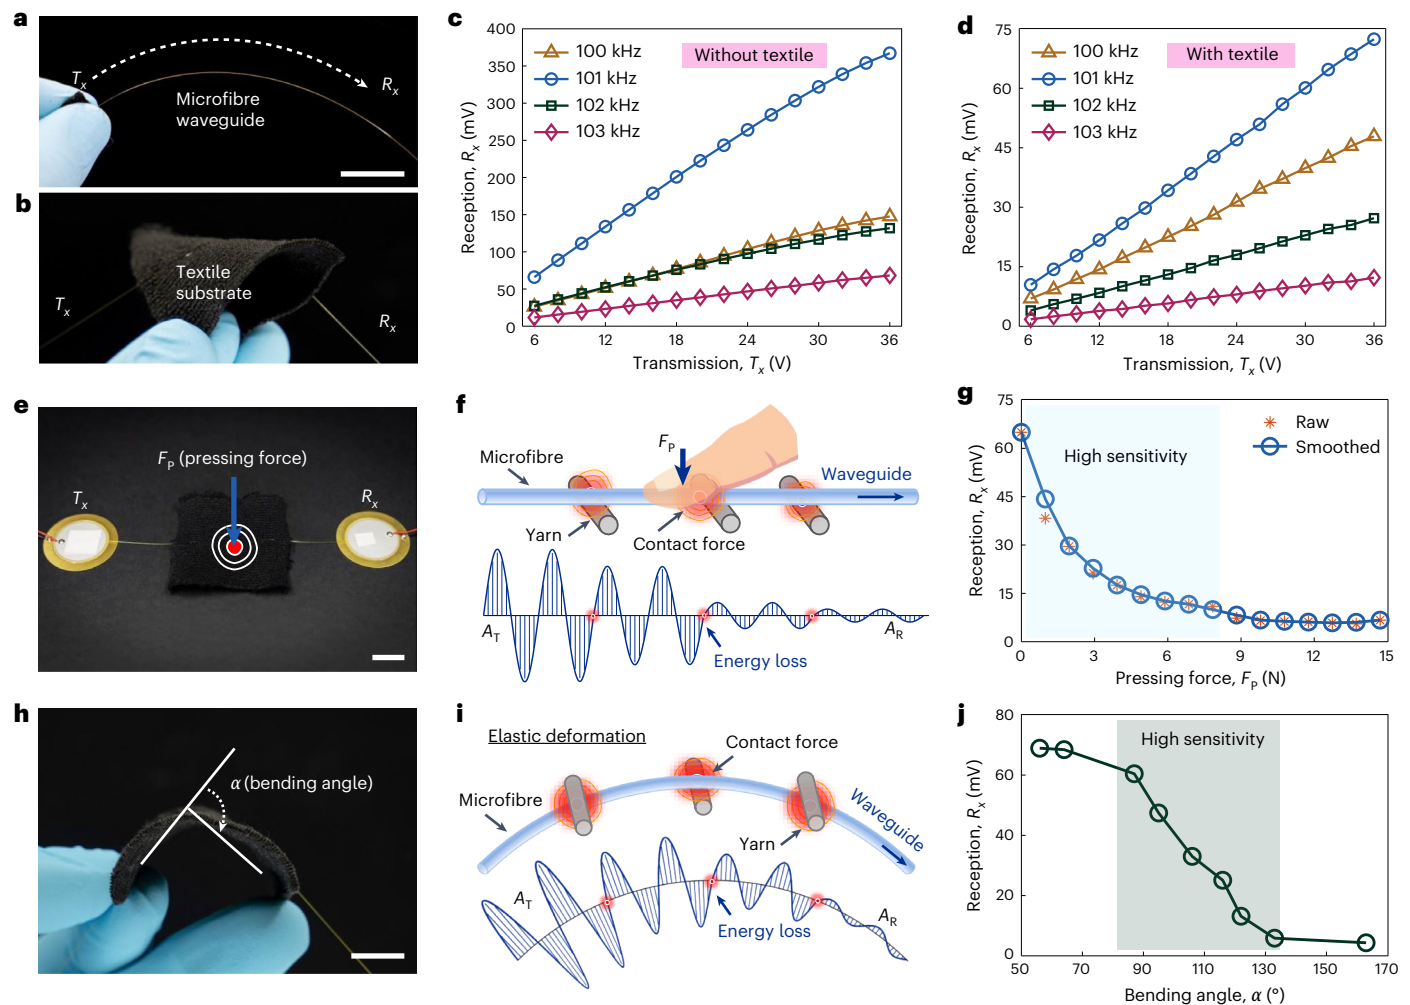 a
Tx
Rx
Microfibre
waveguide
b
Textile
substrate
Tx
Rx
c
400
350
300
250
200
150
100
50
0
Reception, Rx (mV)
100 kHz
101 kHz
102 kHz
103 kHz
Without textile
6 12 18 24 30 36
Transmission, Tx (V)
d
75
60
45
30
15
0
Reception, Rx (mV)
100 kHz
101 kHz
102 kHz
103 kHz
With textile
6 12 18 24 30 36
Transmission, Tx (V)
e
FP (pressing force)
Tx
Rx
f
FP
Microfibre
Waveguide
Yarn
Contact force
AT
AR
Energy loss
g
75
60
45
30
15
0
Reception, Rx (mV)
High sensitivity
Raw
Smoothed
0 3 6 9 12 15
Pressing force, FP (N)
h
α (bending angle)
i
Elastic deformation
Contact force
Microfibre
Waveguide
Yarn
AT
AR
Energy loss
j
80
60
40
20
0
Reception, Rx (mV)
High sensitivity
50 70 90 110 130 150 170
Bending angle, α (°)